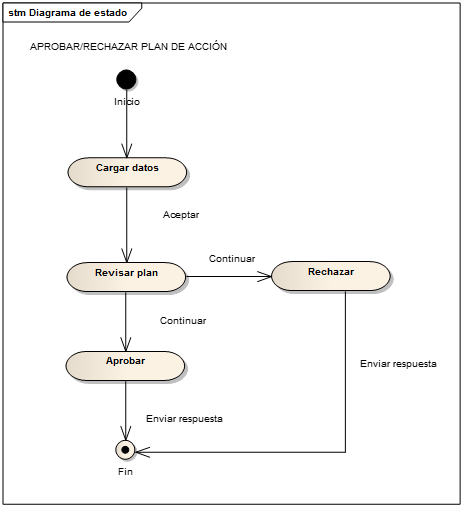 stm Diagrama de estado
APROBAR/RECHAZAR PLAN DE ACCIÓN
Inicio
Cargar datos
Aceptar
Continuar
Revisar plan
Rechazar
Continuar
Aprobar
Enviar respuesta
Enviar respuesta
Fin